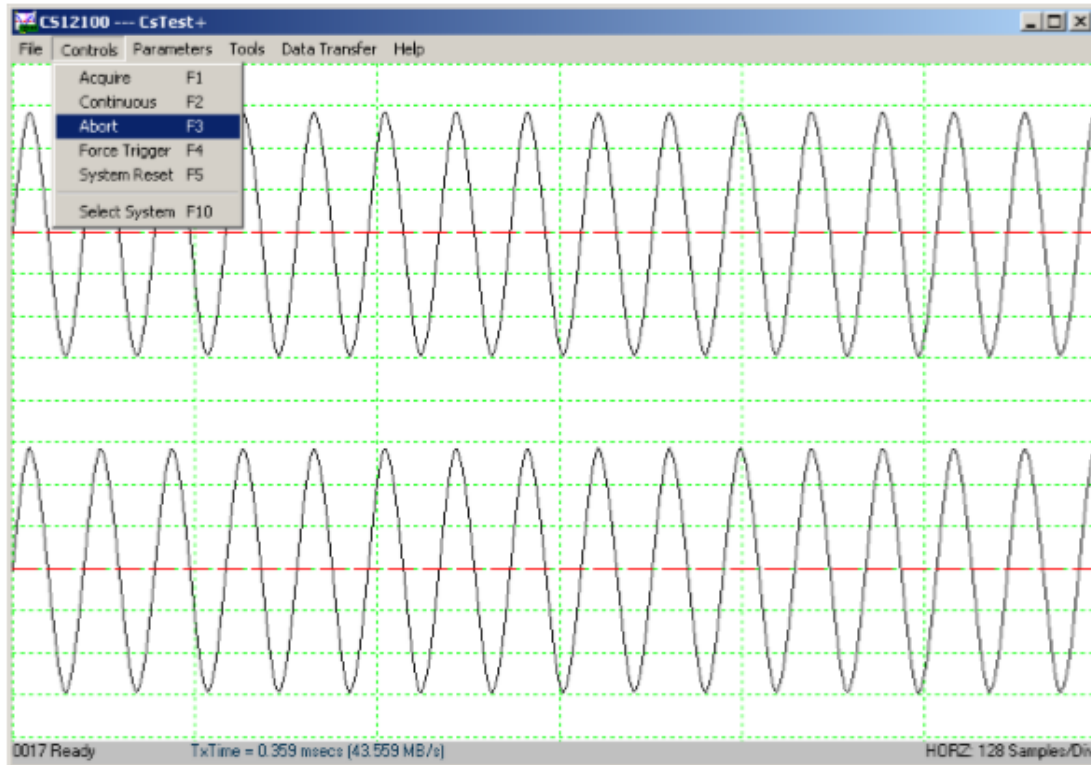 CS12100 --- CsTest+
File Controls Parameters Tools Data Transfer Help
Acquire F1
Continuous F2
Abort F3
Force Trigger F4
System Reset F5
Select System F10
0017 Ready TxTime = 0.359 msecs (43.559 MB/s) HORZ: 128 Samples/Div